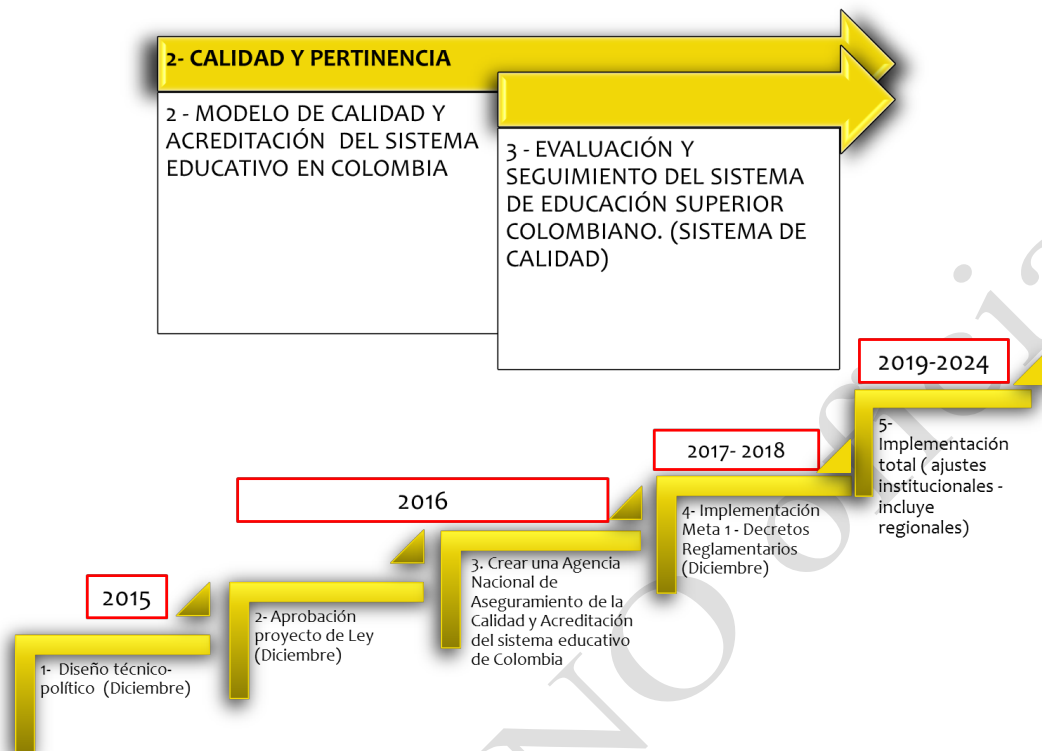 2- CALIDAD Y PERTINENCIA
2 - MODELO DE CALIDAD Y
ACREDITACIÓN DEL SISTEMA
EDUCATIVO EN COLOMBIA
3 - EVALUACIÓN Y
SEGUIMIENTO DEL SISTEMA
DE EDUCACIÓN SUPERIOR
COLOMBIANO. (SISTEMA DE
CALIDAD)
2015
1- Diseño técnico-
político (Diciembre)
2016
2- Aprobación
proyecto de Ley
(Diciembre)
3. Crear una Agencia
Nacional de
Aseguramiento de la
Calidad y Acreditación
del sistema educativo
de Colombia
2017- 2018
4- Implementación
Meta 1 - Decretos
Reglamentarios
(Diciembre)
2019-2024
5-
Implementación
total ( ajustes
institucionales -
incluye
regionales)
NO oficia